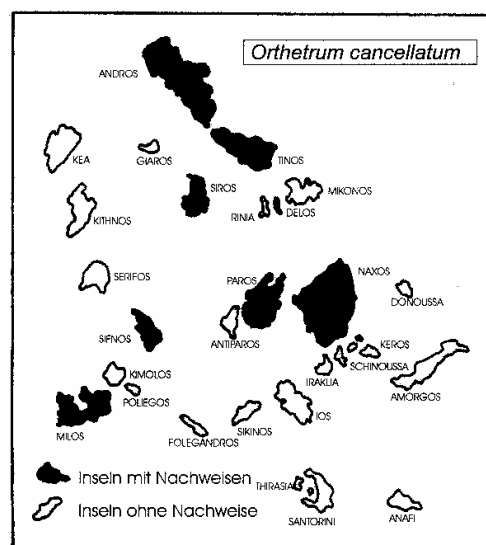 Orthetrum cancellatum
ANDROS
KEA
GIAROS
TINOS
SIROS
MIKONOS
RINIA
DELOS
KITHNOS
SERIFOS
PAROS
NAXOS
DONOUSSA
SIFNOS
ANTIPAROS
KEROS
SCHINOUSSA
IRAKLIA
KIMOLOS
AMORGOS
POLIEGOS
MILOS
SIKINOS
IOS
FOLEGANDROS
Inseln mit Nachweisen
THIRASIA
Inseln ohne Nachweise
SANTORINI
ANAFI